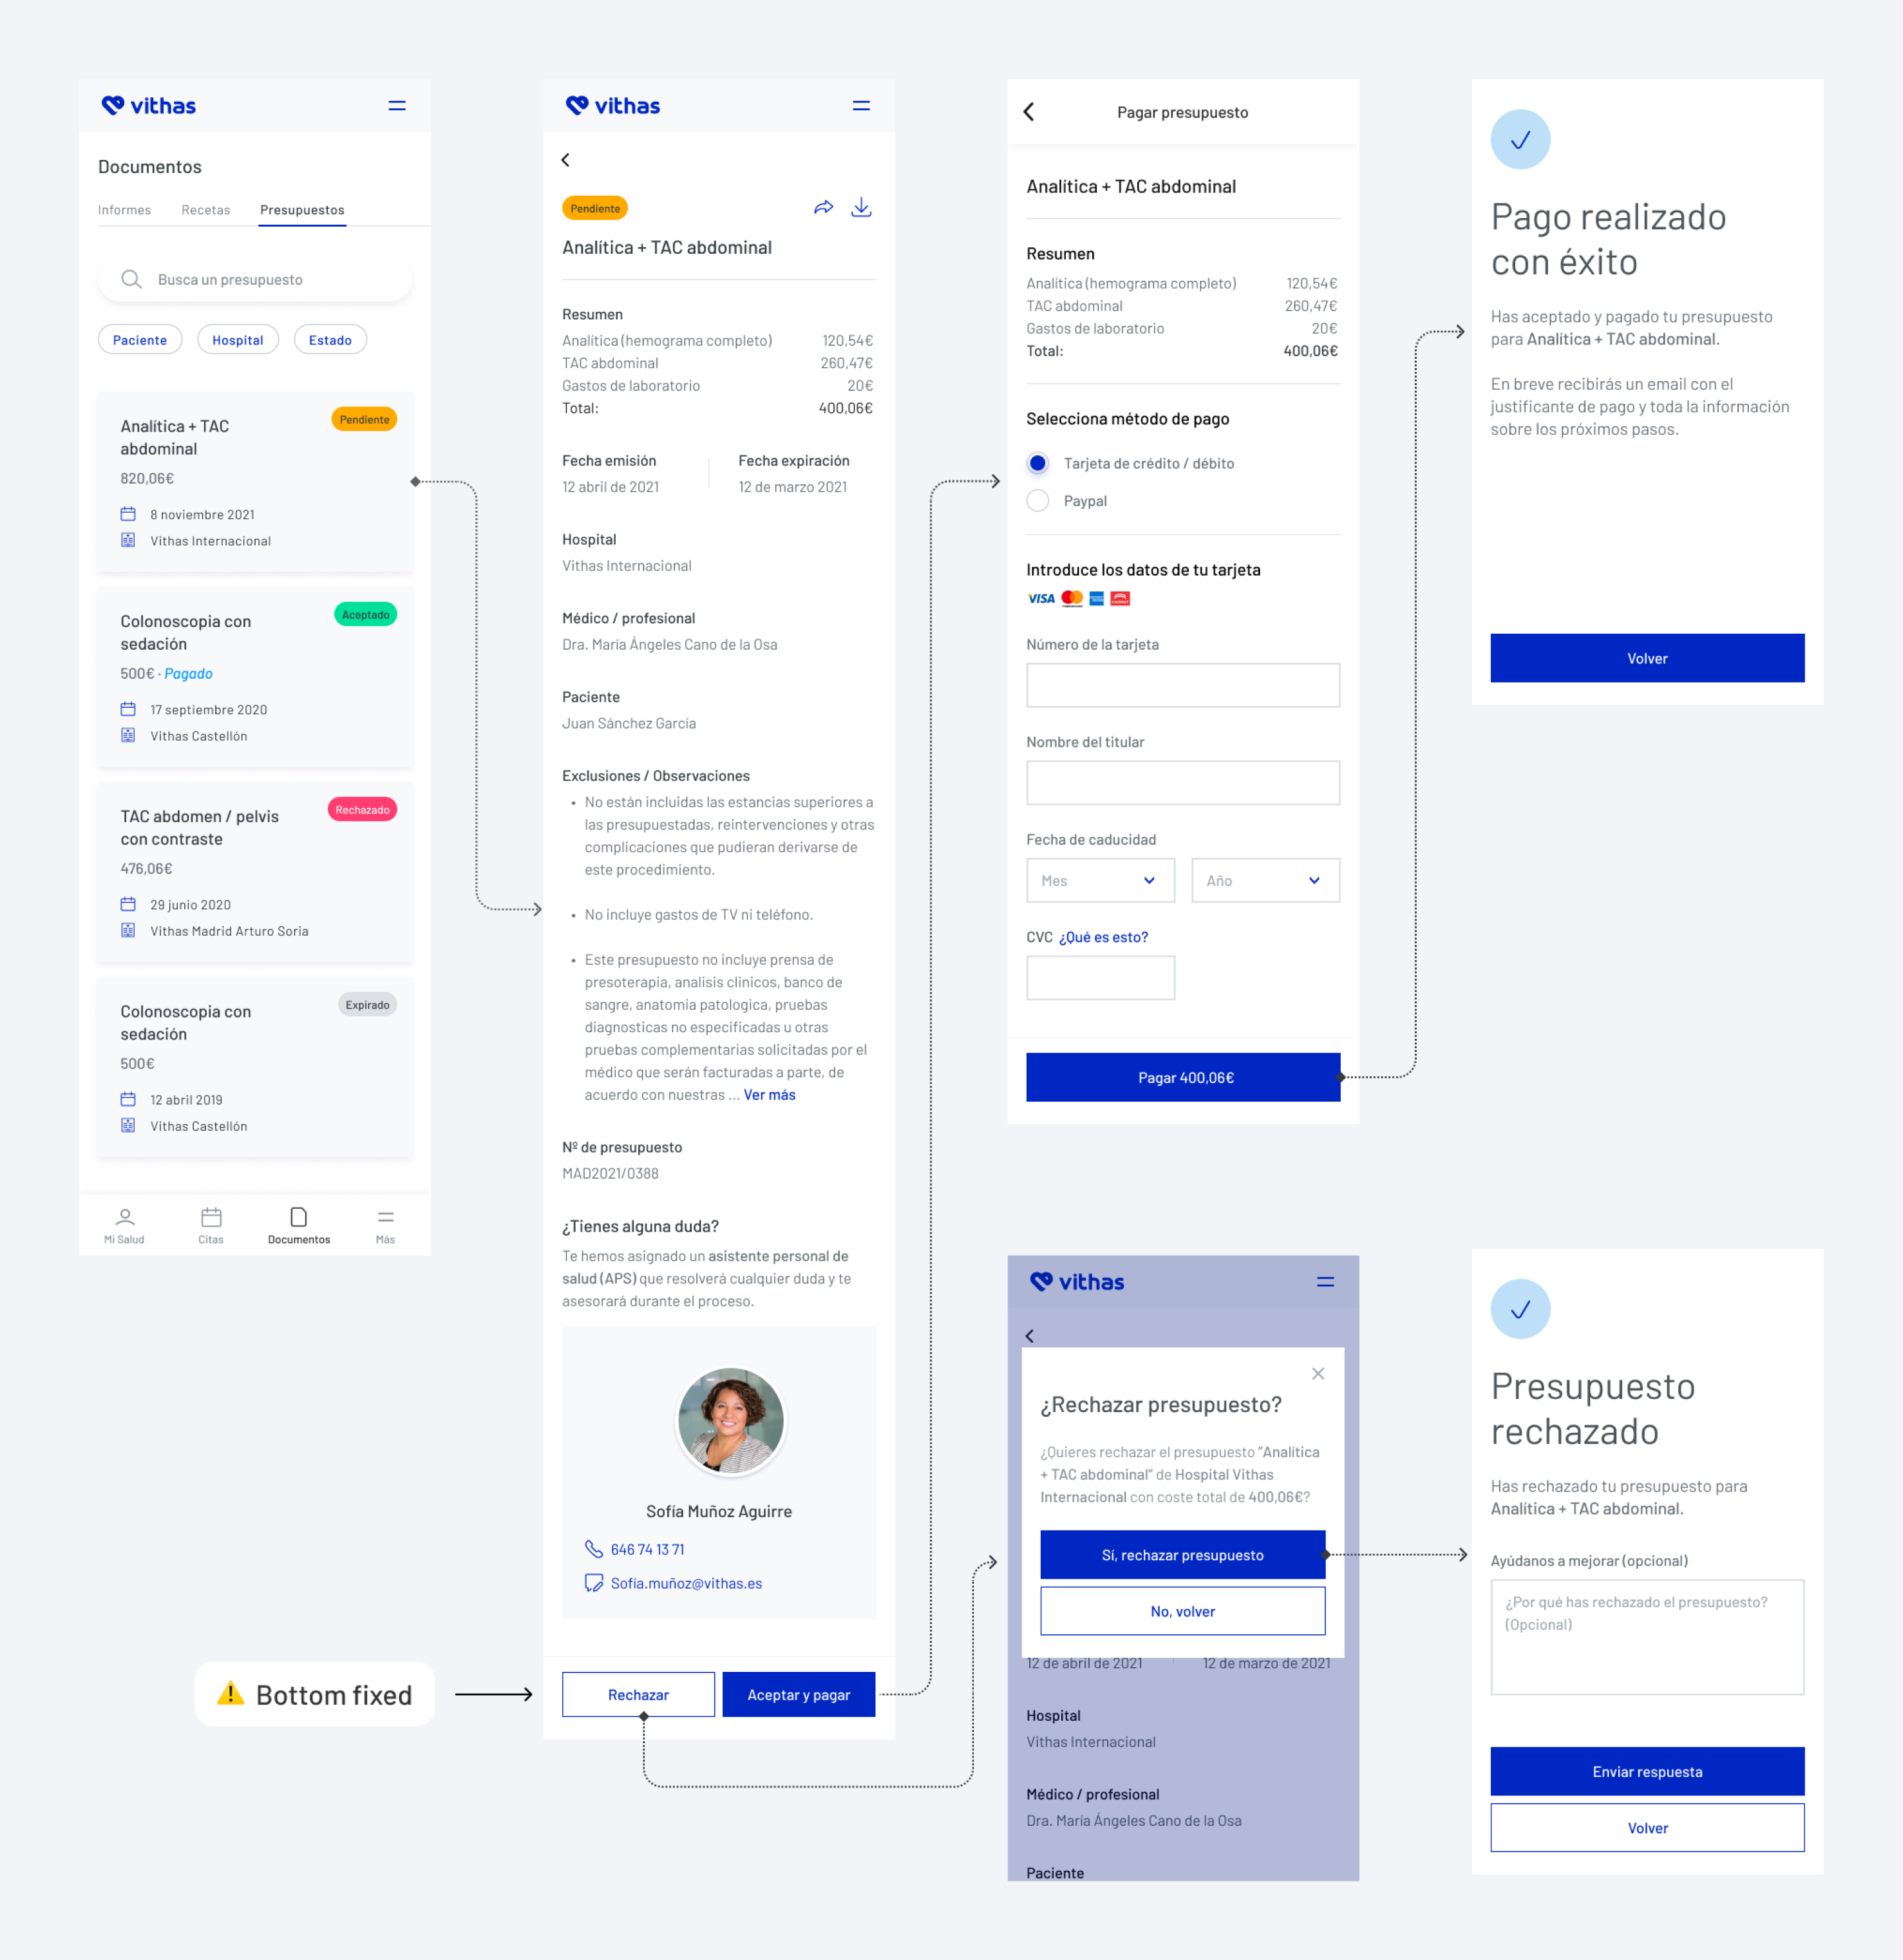 vithas
Documentos
Informes Recetas Presupuestos
Busca un presupuesto
Paciente Hospital Estado
Analítica + TAC
abdominal
Pendiente
820,06€
8 noviembre 2021
Vithas Internacional
Colonoscopia con
sedación
Aceptado
500€ · Pagado
17 septiembre 2020
Vithas Castellón
TAC abdomen / pelvis
con contraste
Rechazado
476,06€
29 junio 2020
Vithas Madrid Arturo Soria
Colonoscopia con
sedación
Expirado
500€
12 abril 2019
Vithas Castellón
Mi Salud Citas Documentos Más
Bottom fixed
vithas
Pendiente
Analítica + TAC abdominal
Resumen
Analítica (hemograma completo) 120,54€
TAC abdominal 260,47€
Gastos de laboratorio 20€
Total: 400,06€
Fecha emisión Fecha expiración
12 abril de 2021 12 de marzo 2021
Hospital
Vithas Internacional
Médico / profesional
Dra. María Ángeles Cano de la Osa
Paciente
Juan Sánchez García
Exclusiones / Observaciones
• No están incluidas las estancias superiores a
las presupuestadas, reintervenciones y otras
complicaciones que pudieran derivarse de
este procedimiento.
• No incluye gastos de TV ni teléfono.
• Este presupuesto no incluye prensa de
presoterapia, analisis clinicos, banco de
sangre, anatomia patologica, pruebas
diagnosticas no especificadas u otras
pruebas complementarias solicitadas por el
médico que serán facturadas a parte, de
acuerdo con nuestras ... Ver más
Nº de presupuesto
MAD2021/0388
¿Tienes alguna duda?
Te hemos asignado un asistente personal de
salud (APS) que resolverá cualquier duda y te
asesorará durante el proceso.
Sofía Muñoz Aguirre
646 74 13 71
Sofía.muñoz@vithas.es
Rechazar Aceptar y pagar
Pagar presupuesto
Analítica + TAC abdominal
Resumen
Analítica (hemograma completo) 120,54€
TAC abdominal 260,47€
Gastos de laboratorio 20€
Total: 400,06€
Selecciona método de pago
Tarjeta de crédito / débito
Paypal
Introduce los datos de tu tarjeta
VISA
Número de la tarjeta
Nombre del titular
Fecha de caducidad
Mes Año
CVC ¿Qué es esto?
Pagar 400,06€
Pago realizado
con éxito
Has aceptado y pagado tu presupuesto
para Analítica + TAC abdominal.
En breve recibirás un email con el
justificante de pago y toda la información
sobre los próximos pasos.
Volver
vithas
¿Rechazar presupuesto?
¿Quieres rechazar el presupuesto "Analítica
+ TAC abdominal" de Hospital Vithas
Internacional con coste total de 400,06€?
Sí, rechazar presupuesto
No, volver
12 de abril de 2021 12 de marzo de 2021
Hospital
Vithas Internacional
Médico / profesional
Dra. María Ángeles Cano de la Osa
Paciente
Presupuesto
rechazado
Has rechazado tu presupuesto para
Analítica + TAC abdominal.
Ayúdanos a mejorar (opcional)
¿Por qué has rechazado el presupuesto?
(Opcional)
Enviar respuesta
Volver